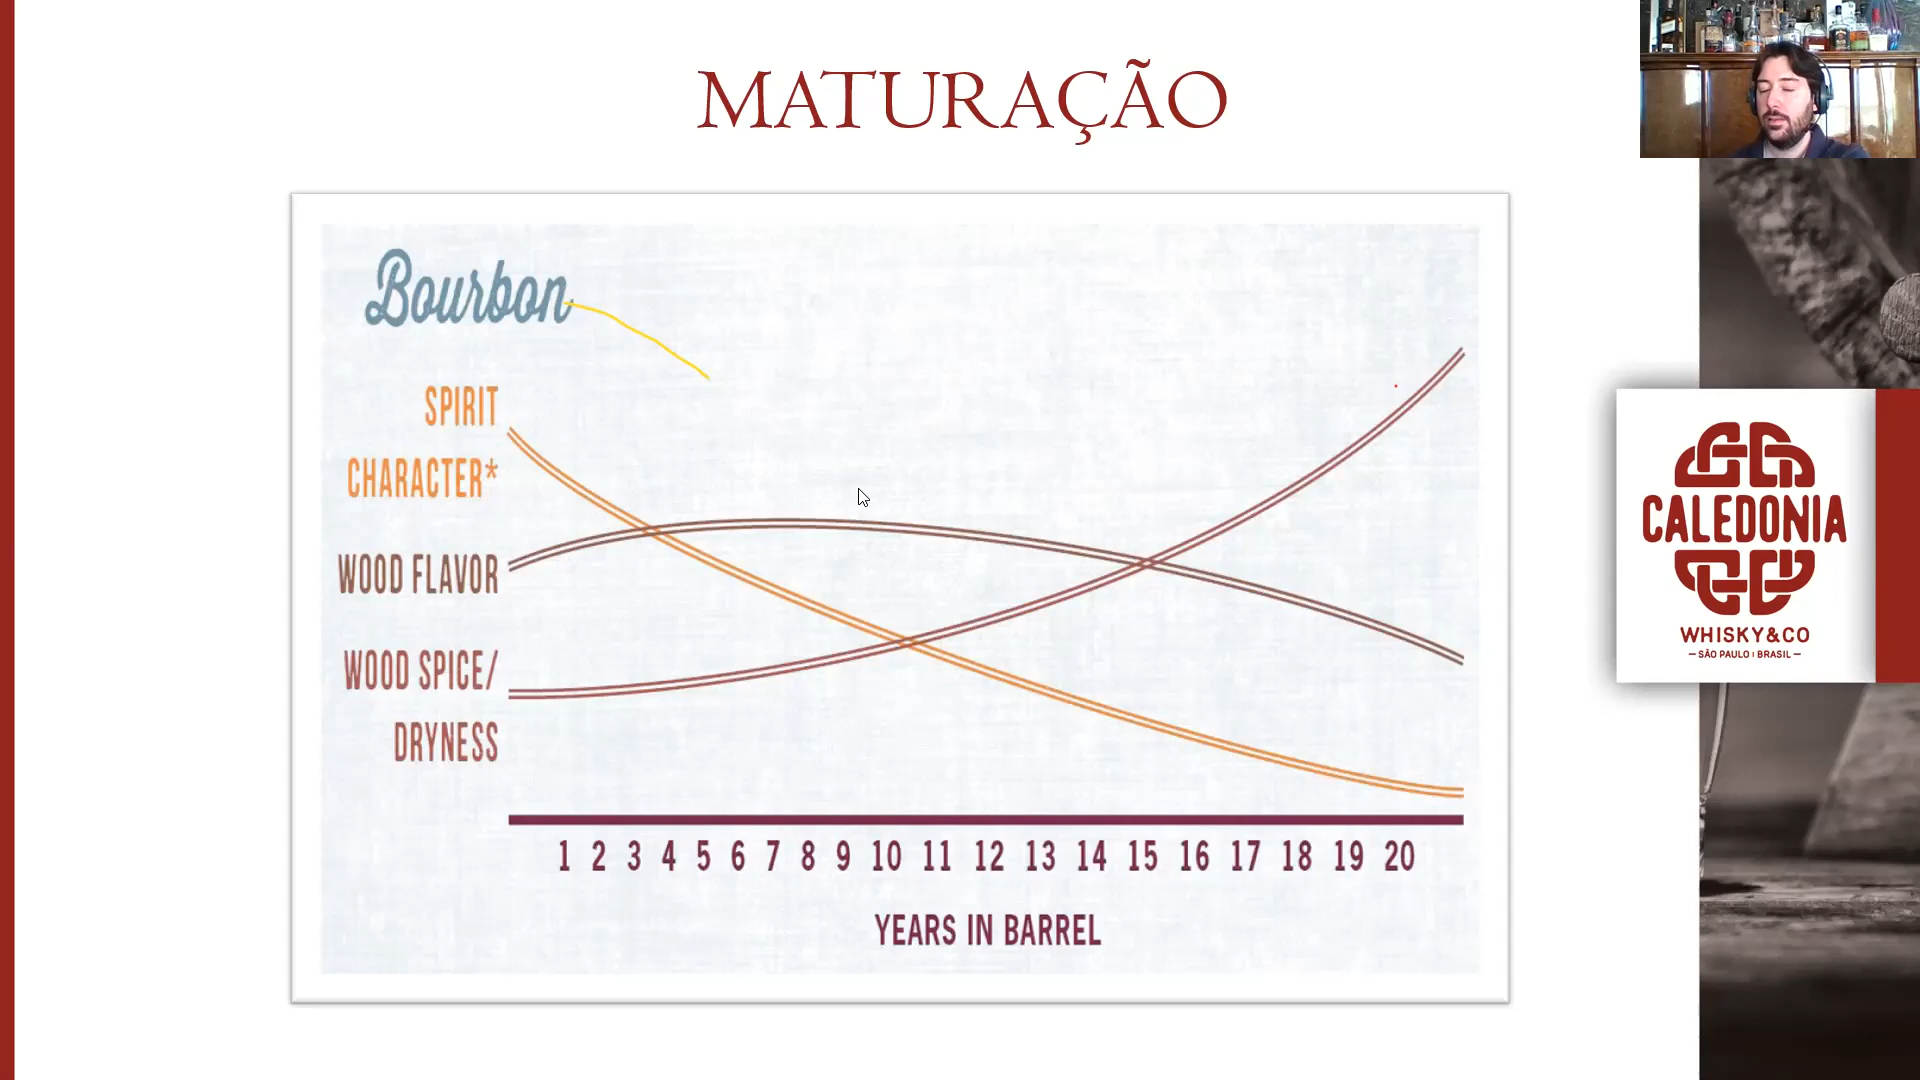 MATURAÇÃO
Bourbon
SPIRIT
CHARACTER*
WOOD FLAVOR
WOOD SPICE/
DRYNESS
1 2 3 4 5 6 7 8 9 10 11 12 13 14 15 16 17 18 19 20
YEARS IN BARREL
CALEDONIA
WHISKY&CO
– SÃO PAULO | BRASIL –